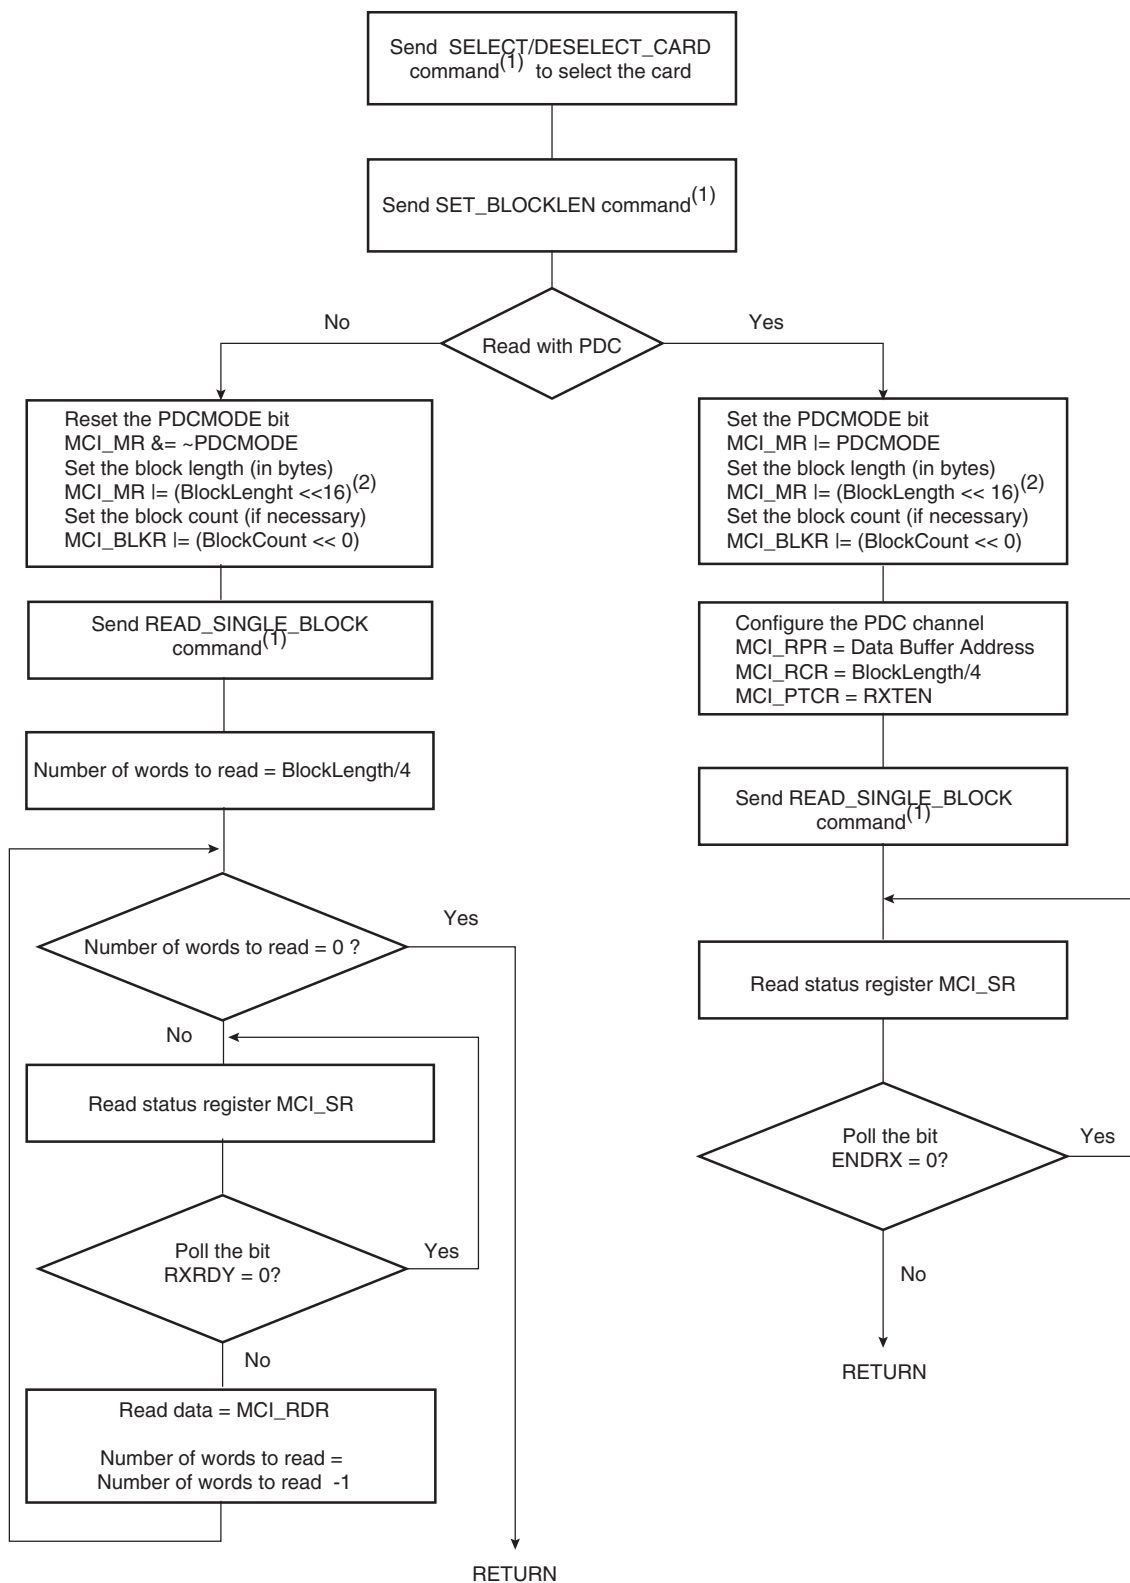 Send SELECT/DESELECT_CARD
command(1) to select the card
Send SET_BLOCKLEN command(1)
Read with PDC
No
Yes
Reset the PDCMODE bit
MCI_MR &= ~PDCMODE
Set the block length (in bytes)
MCI_MR |= (BlockLenght <<16)(2)
Set the block count (if necessary)
MCI_BLKR |= (BlockCount << 0)
Send READ_SINGLE_BLOCK
command(1)
Number of words to read = BlockLength/4
Number of words to read = 0 ?
Yes
No
Read status register MCI_SR
Poll the bit
RXRDY = 0?
Yes
No
Read data = MCI_RDR
Number of words to read =
Number of words to read -1
RETURN
Set the PDCMODE bit
MCI_MR |= PDCMODE
Set the block length (in bytes)
MCI_MR |= (BlockLength << 16)(2)
Set the block count (if necessary)
MCI_BLKR |= (BlockCount << 0)
Configure the PDC channel
MCI_RPR = Data Buffer Address
MCI_RCR = BlockLength/4
MCI_PTCR = RXTEN
Send READ_SINGLE_BLOCK
command(1)
Read status register MCI_SR
Poll the bit
ENDRX = 0?
Yes
No
RETURN